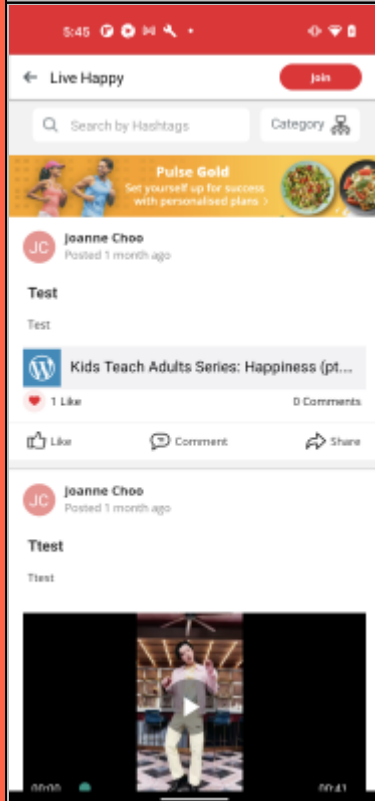 5:45
← Live Happy
Join
Search by Hashtags
Category
Pulse Gold
Set yourself up for success
with personalised plans >
JC
Joanne Choo
Posted 1 month ago
Test
Test
Kids Teach Adults Series: Happiness (pt...
1 Like
0 Comments
Like
Comment
Share
JC
Joanne Choo
Posted 1 month ago
Ttest
Ttest
00:00
00:41